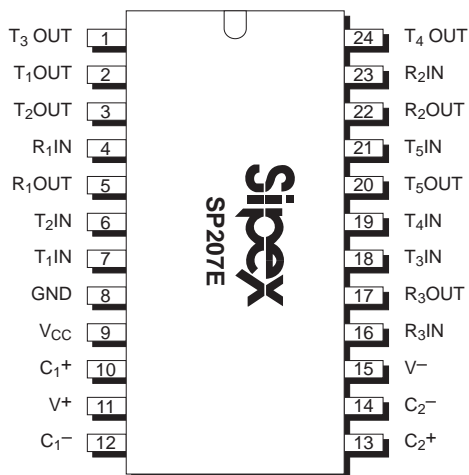 T3 OUT 1 24 T4 OUT
T1OUT 2 23 R2IN
T2OUT 3 22 R2OUT
R1IN 4 21 T5IN
R1OUT 5 20 T5OUT
T2IN 6 19 T4IN
T1IN 7 18 T3IN
GND 8 17 R3OUT
VCC 9 16 R3IN
C1+ 10 15 V–
V+ 11 14 C2–
C1– 12 13 C2+
Sipex
SP207E